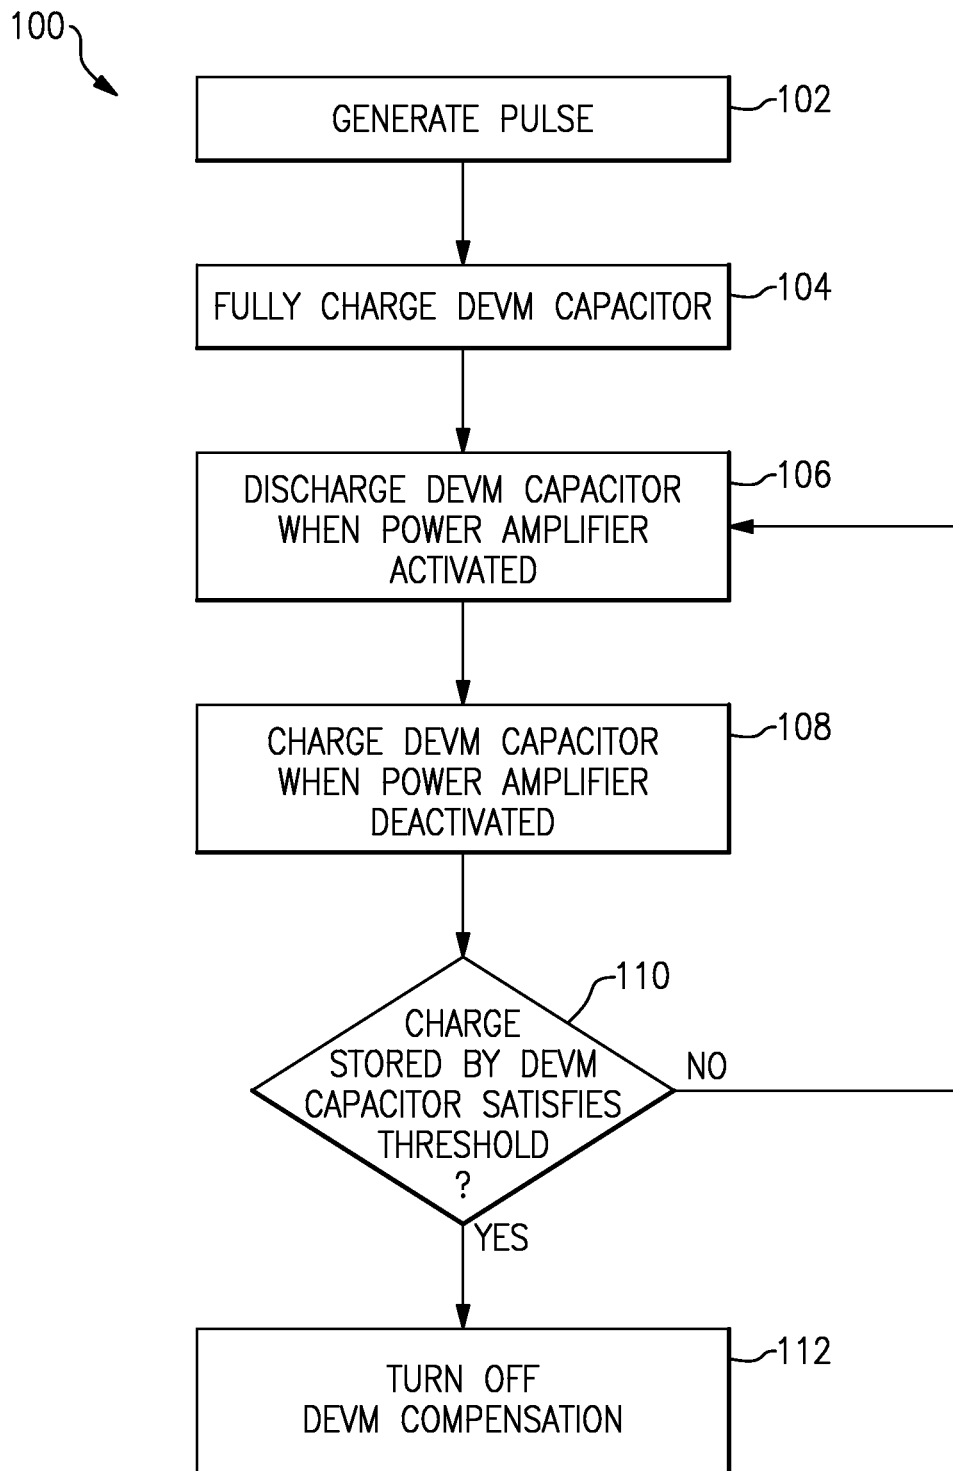 100
GENERATE PULSE
102
FULLY CHARGE DEVM CAPACITOR
104
DISCHARGE DEVM CAPACITOR
WHEN POWER AMPLIFIER
ACTIVATED
106
CHARGE DEVM CAPACITOR
WHEN POWER AMPLIFIER
DEACTIVATED
108
CHARGE
STORED BY DEVM
CAPACITOR SATISFIES
THRESHOLD
?
110
NO
YES
TURN OFF
DEVM COMPENSATION
112